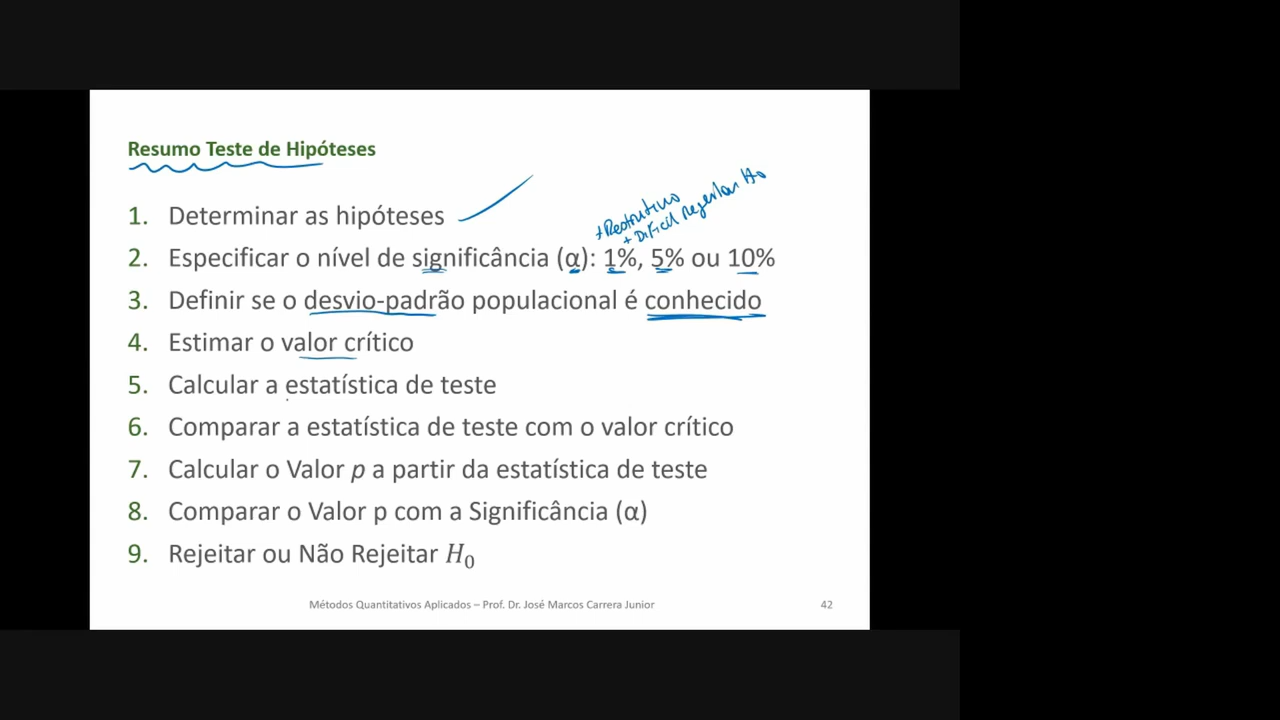 Resumo Teste de Hipóteses
1. Determinar as hipóteses
+ Restritivo
+ Difícil Rejeitar H0
2. Especificar o nível de significância (α): 1%, 5% ou 10%
3. Definir se o desvio-padrão populacional é conhecido
4. Estimar o valor crítico
5. Calcular a estatística de teste
6. Comparar a estatística de teste com o valor crítico
7. Calcular o Valor p a partir da estatística de teste
8. Comparar o Valor p com a Significância (α)
9. Rejeitar ou Não Rejeitar H₀
Métodos Quantitativos Aplicados – Prof. Dr. José Marcos Carrera Junior 42